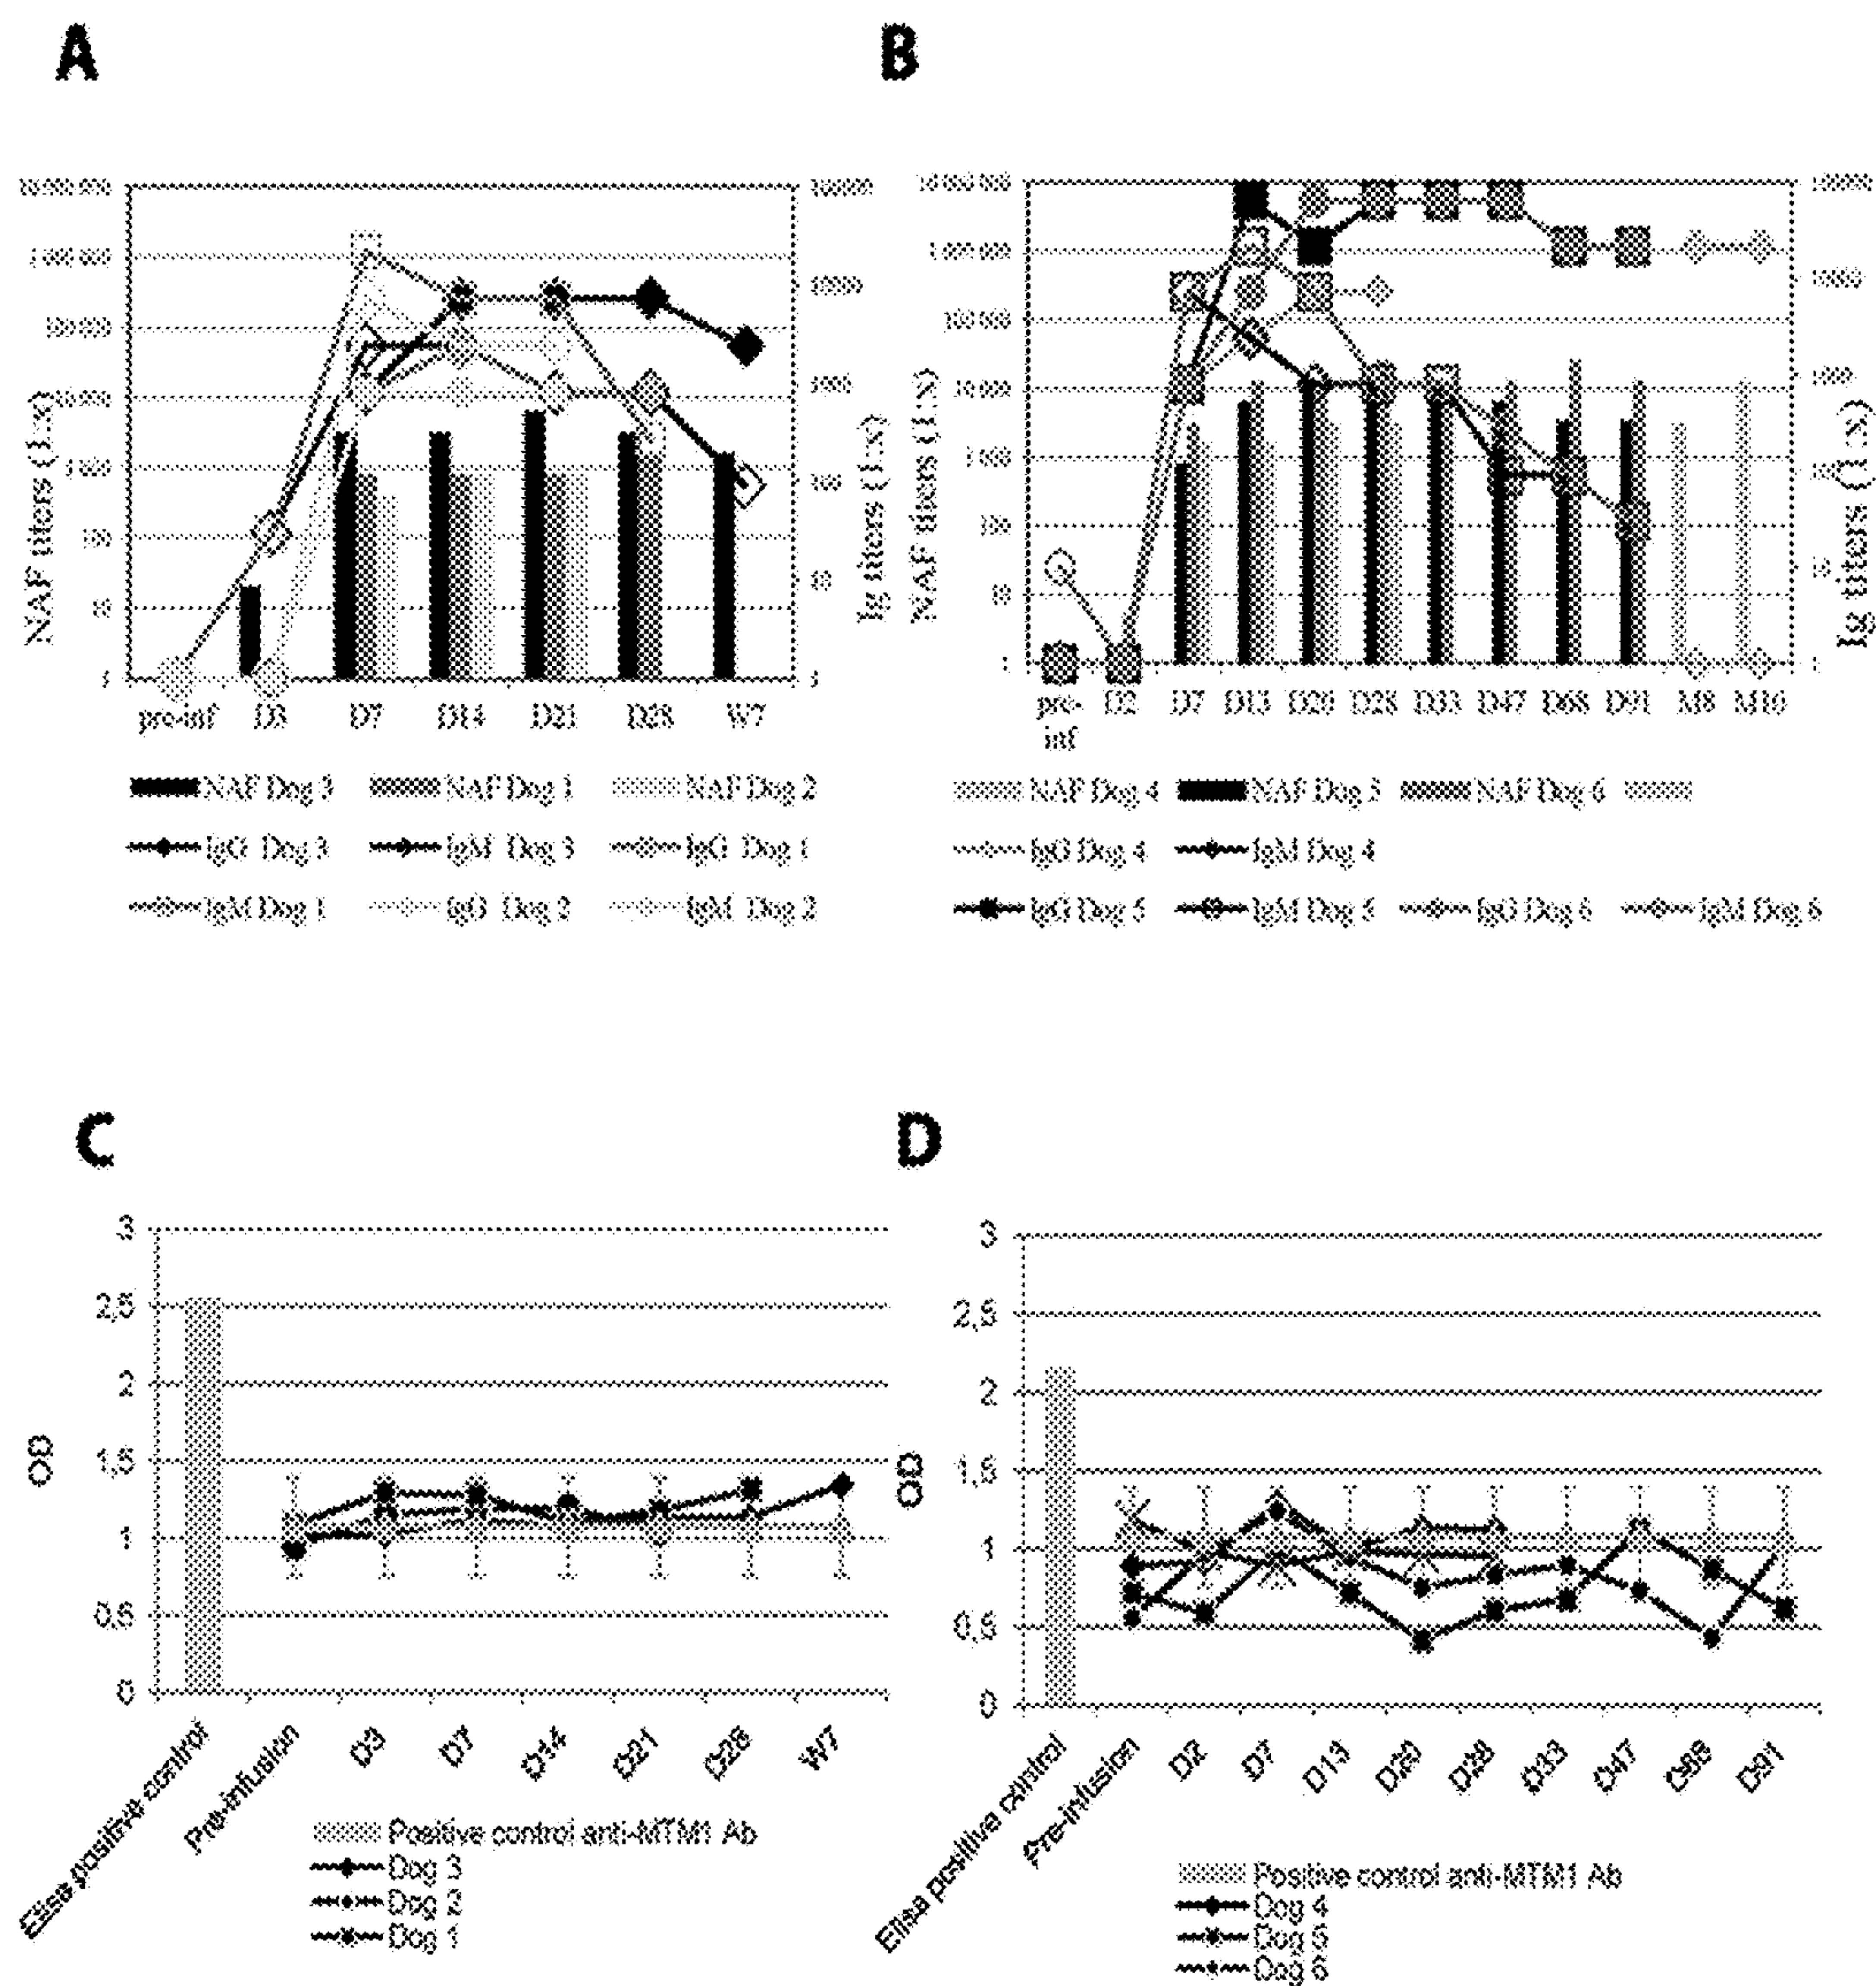 A
B
NAF titers (1:x)
Ig titers (1:x)
NAF titers (1:x)
Ig titers (1:x)
1
1
1
1
pre-inf D3 D7 D14 D21 D28 W7
pre- D2 D7 D13 D20 D28 D33 D47 D68 D91 M8 M10
inf
NAF Dog 3 NAF Dog 1 NAF Dog 2
IgG Dog 3 IgM Dog 3 IgG Dog 1
IgM Dog 1 IgG Dog 2 IgM Dog 2
NAF Dog 4 NAF Dog 5 NAF Dog 6
IgG Dog 4 IgM Dog 4
IgG Dog 5 IgM Dog 5 IgG Dog 6 IgM Dog 6
C
D
3
2,5
2
1,5
1
0,5
0
OD
Elisa positive control Pre-infusion D3 D7 D14 D21 D28 W7
Positive control anti-MTM1 Ab
Dog 3
Dog 2
Dog 1
3
2,5
2
1,5
1
0,5
0
OD
Elisa positive control Pre-infusion D2 D7 D13 D20 D28 D33 D47 D68 D91
Positive control anti-MTM1 Ab
Dog 4
Dog 5
Dog 6